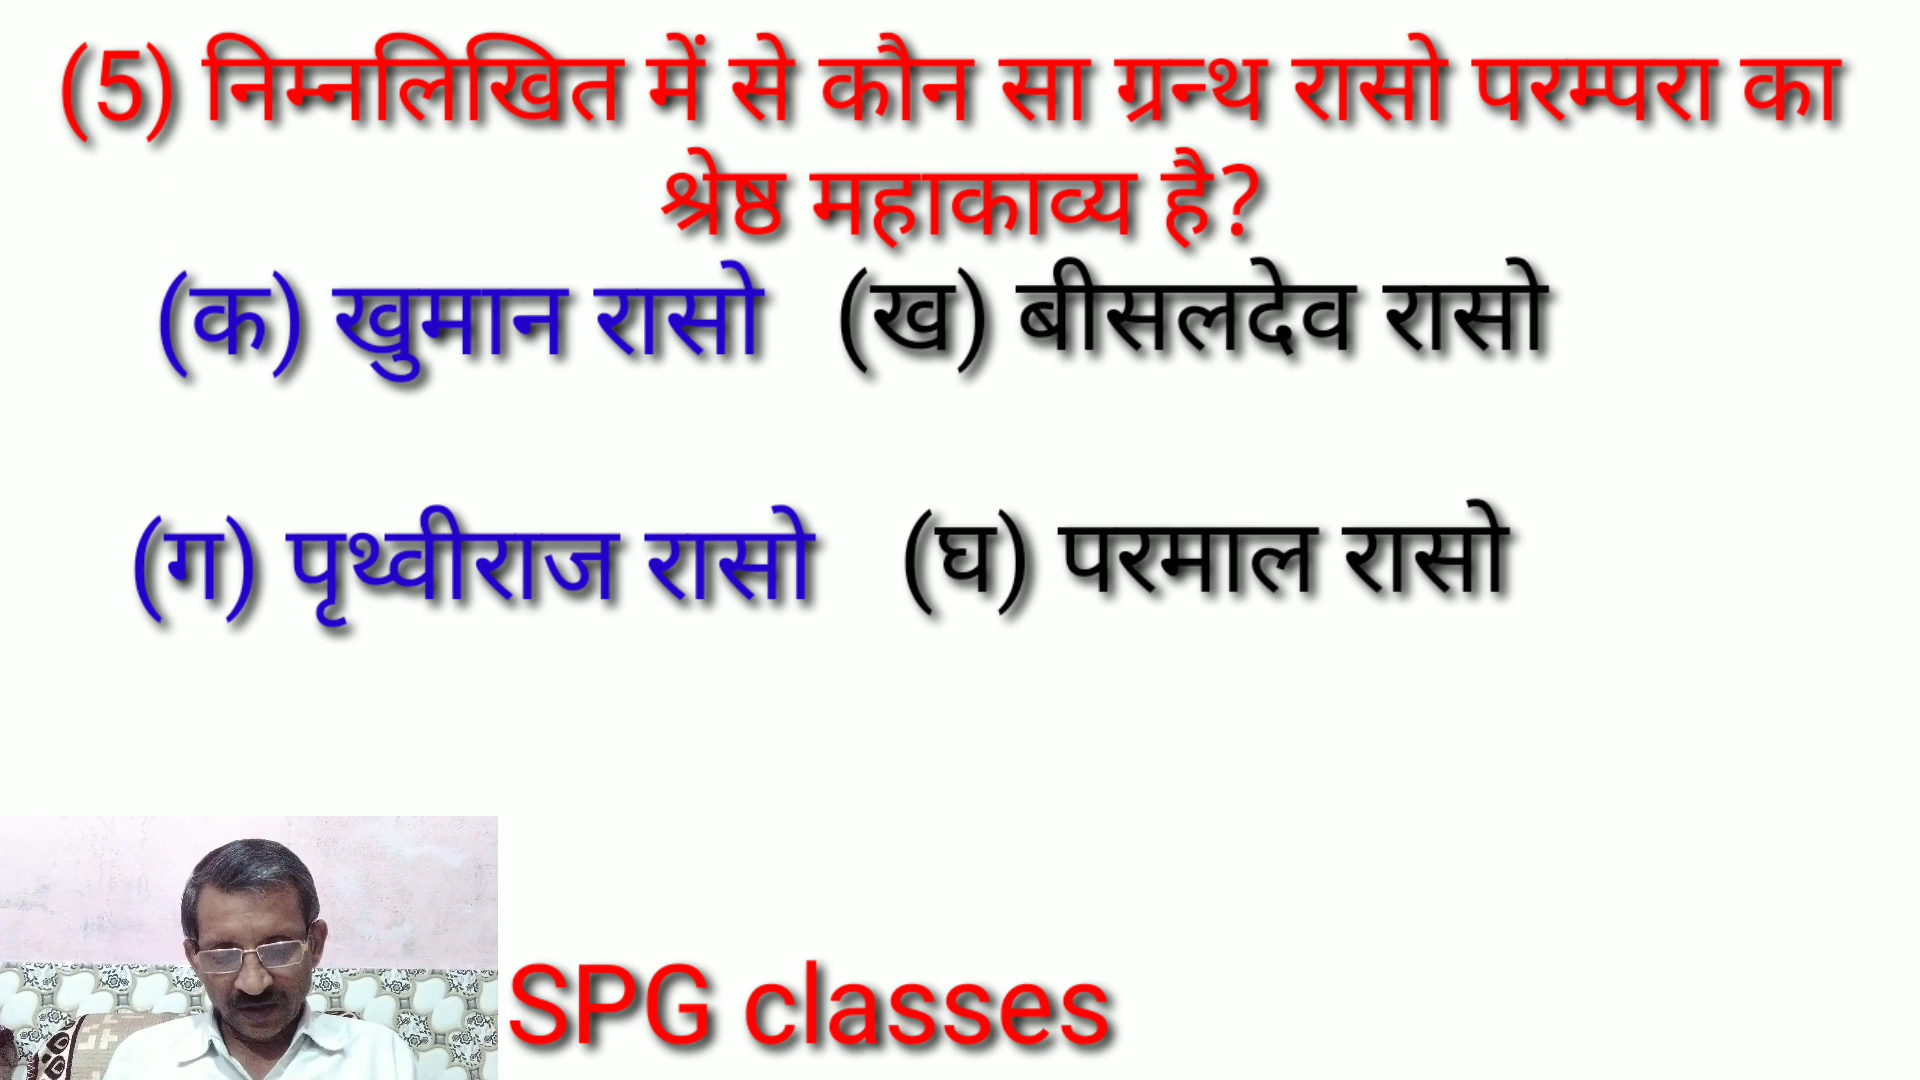 (5) निम्नलिखित में से कौन सा ग्रन्थ रासो परम्परा का
श्रेष्ठ महाकाव्य है?
(क) खुमान रासो (ख) बीसलदेव रासो
(ग) पृथ्वीराज रासो (घ) परमाल रासो
SPG classes